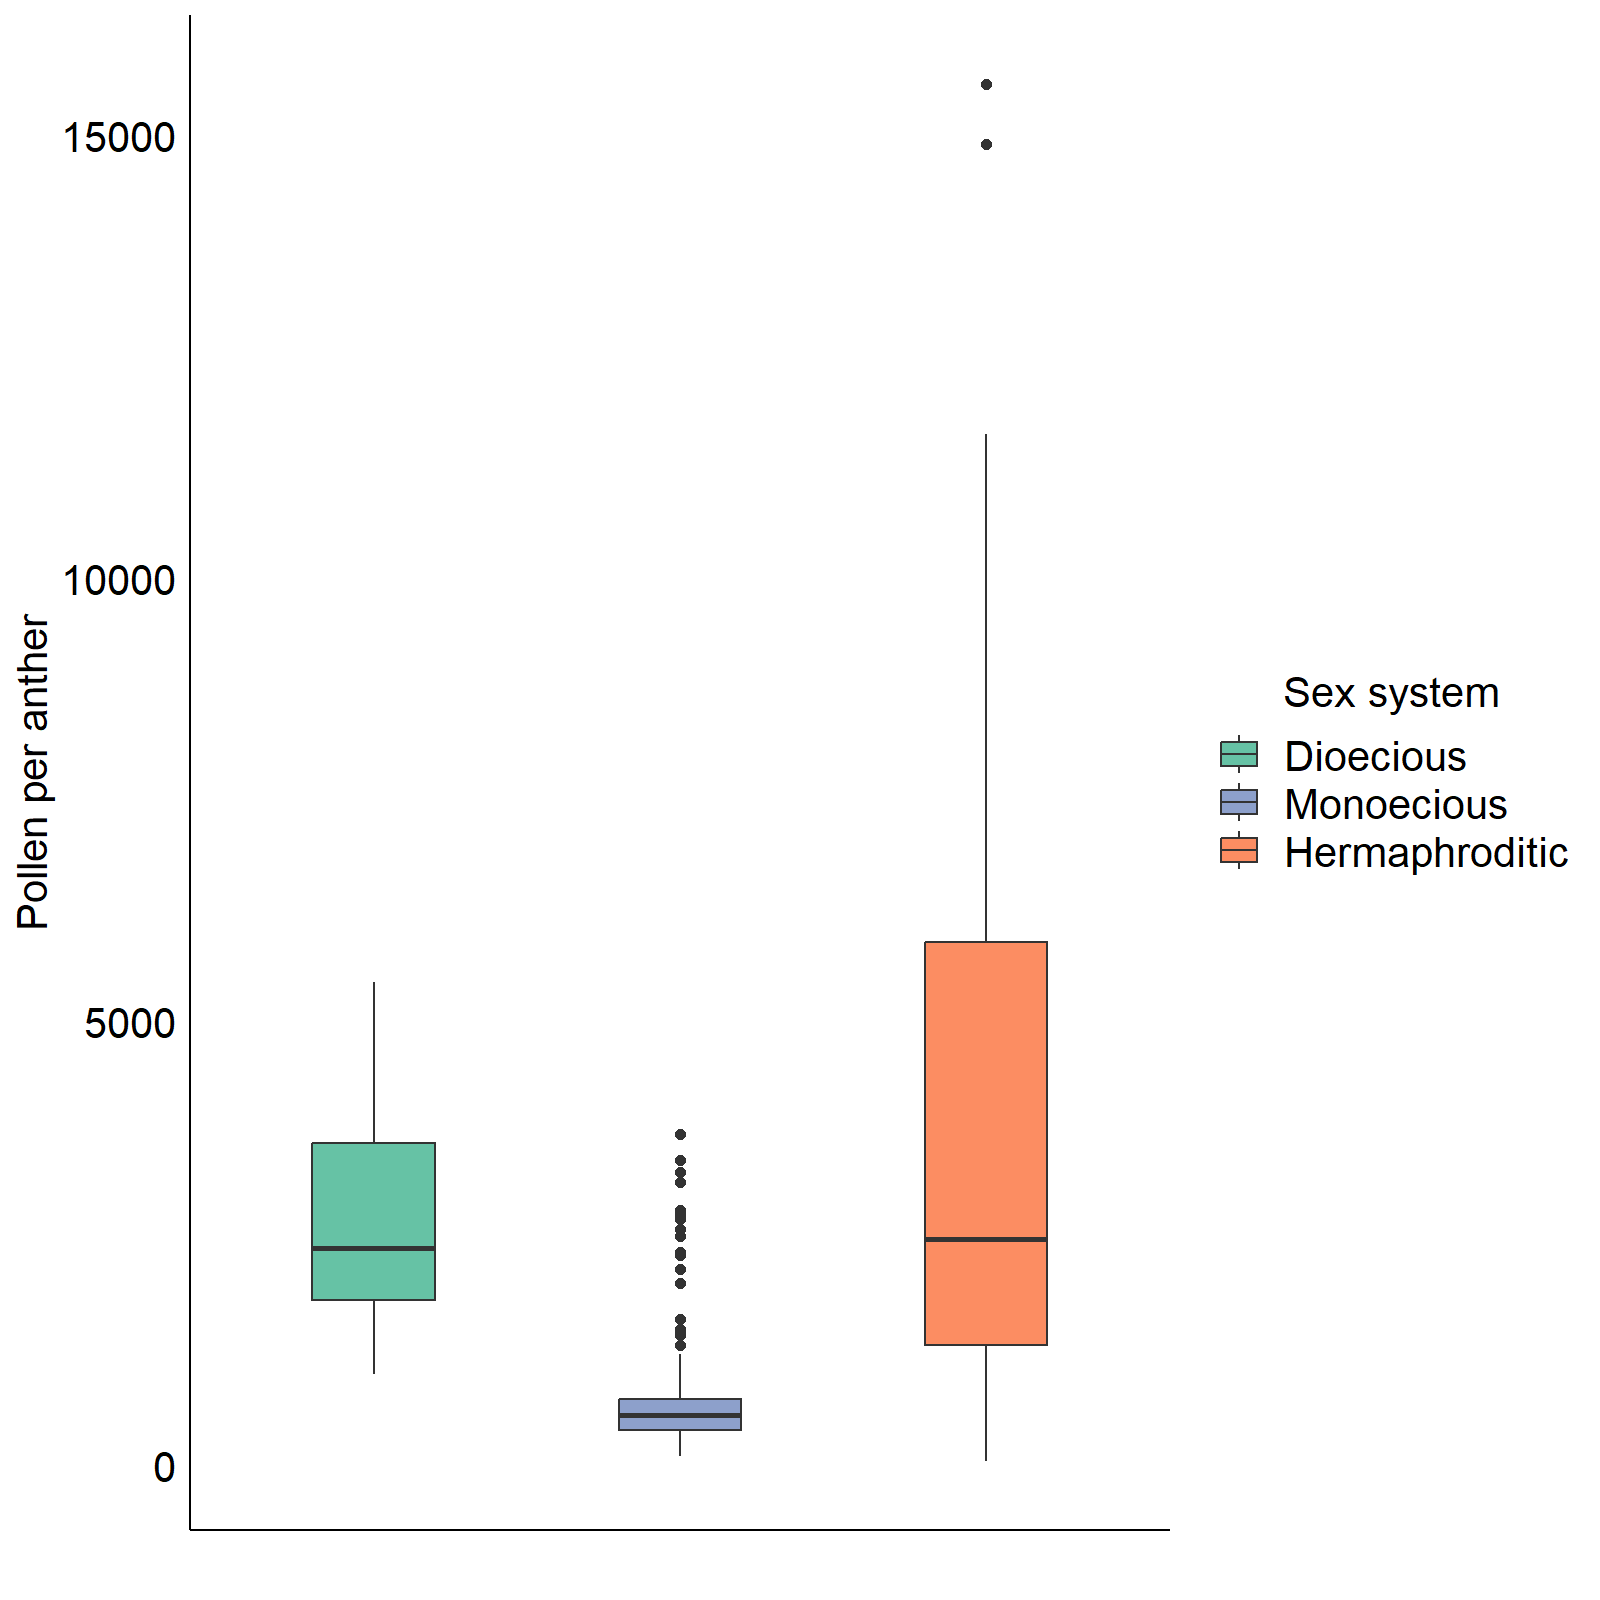 Pollen per anther
15000
10000
5000
0
Sex system
Dioecious
Monoecious
Hermaphroditic